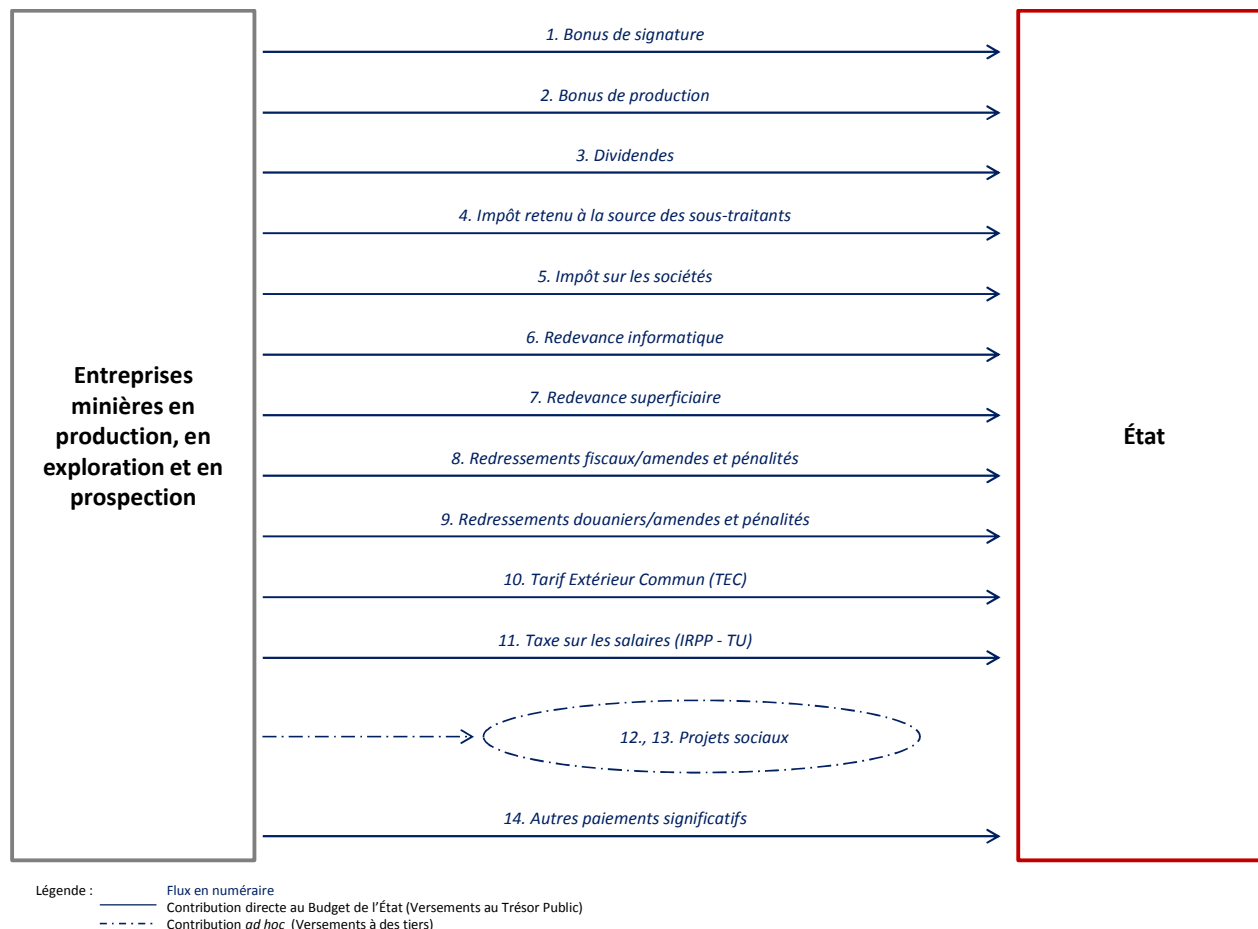 1. Bonus de signature
2. Bonus de production
3. Dividendes
4. Impôt retenu à la source des sous-traitants
5. Impôt sur les sociétés
6. Redevance informatique
7. Redevance superficiaire
8. Redressements fiscaux/amendes et pénalités
9. Redressements douaniers/amendes et pénalités
10. Tarif Extérieur Commun (TEC)
11. Taxe sur les salaires (IRPP - TU)
12., 13. Projets sociaux
14. Autres paiements significatifs
Entreprises
minières en
production, en
exploration et en
prospection
État
Légende :
Flux en numéraire
Contribution directe au Budget de l'État (Versements au Trésor Public)
Contribution ad hoc (Versements à des tiers)